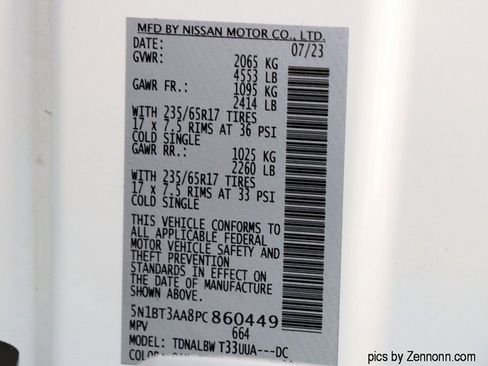 MFD BY NISSAN MOTOR CO., LTD.
DATE: 07/23
GVWR: 2065 KG
4553 LB
GAWR FR.: 1095 KG
2414 LB
WITH 235/65R17 TIRES
17 x 7.5 RIMS AT 36 PSI
COLD SINGLE
GAWR RR.: 1025 KG
2260 LB
WITH 235/65R17 TIRES
17 x 7.5 RIMS AT 33 PSI
COLD SINGLE
THIS VEHICLE CONFORMS TO
ALL APPLICABLE FEDERAL
MOTOR VEHICLE SAFETY AND
THEFT PREVENTION
STANDARDS IN EFFECT ON
THE DATE OF MANUFACTURE
SHOWN ABOVE.
5N1BT3AA8PC860449
MPV 664
MODEL: TDNALBW T33UUA---DC
COLOR:
pics by Zennonn.com